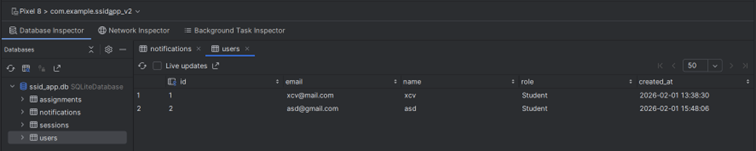 Pixel 8 > com.example.ssidapp_v2
Database Inspector Network Inspector Background Task Inspector
Databases
notifications users
Live updates 50
ssid_app.db SQLiteDatabase
assignments
notifications
sessions
users
id email name role created_at
1 1 xcv@mail.com xcv Student 2026-02-01 13:38:30
2 2 asd@gmail.com asd Student 2026-02-01 15:48:06